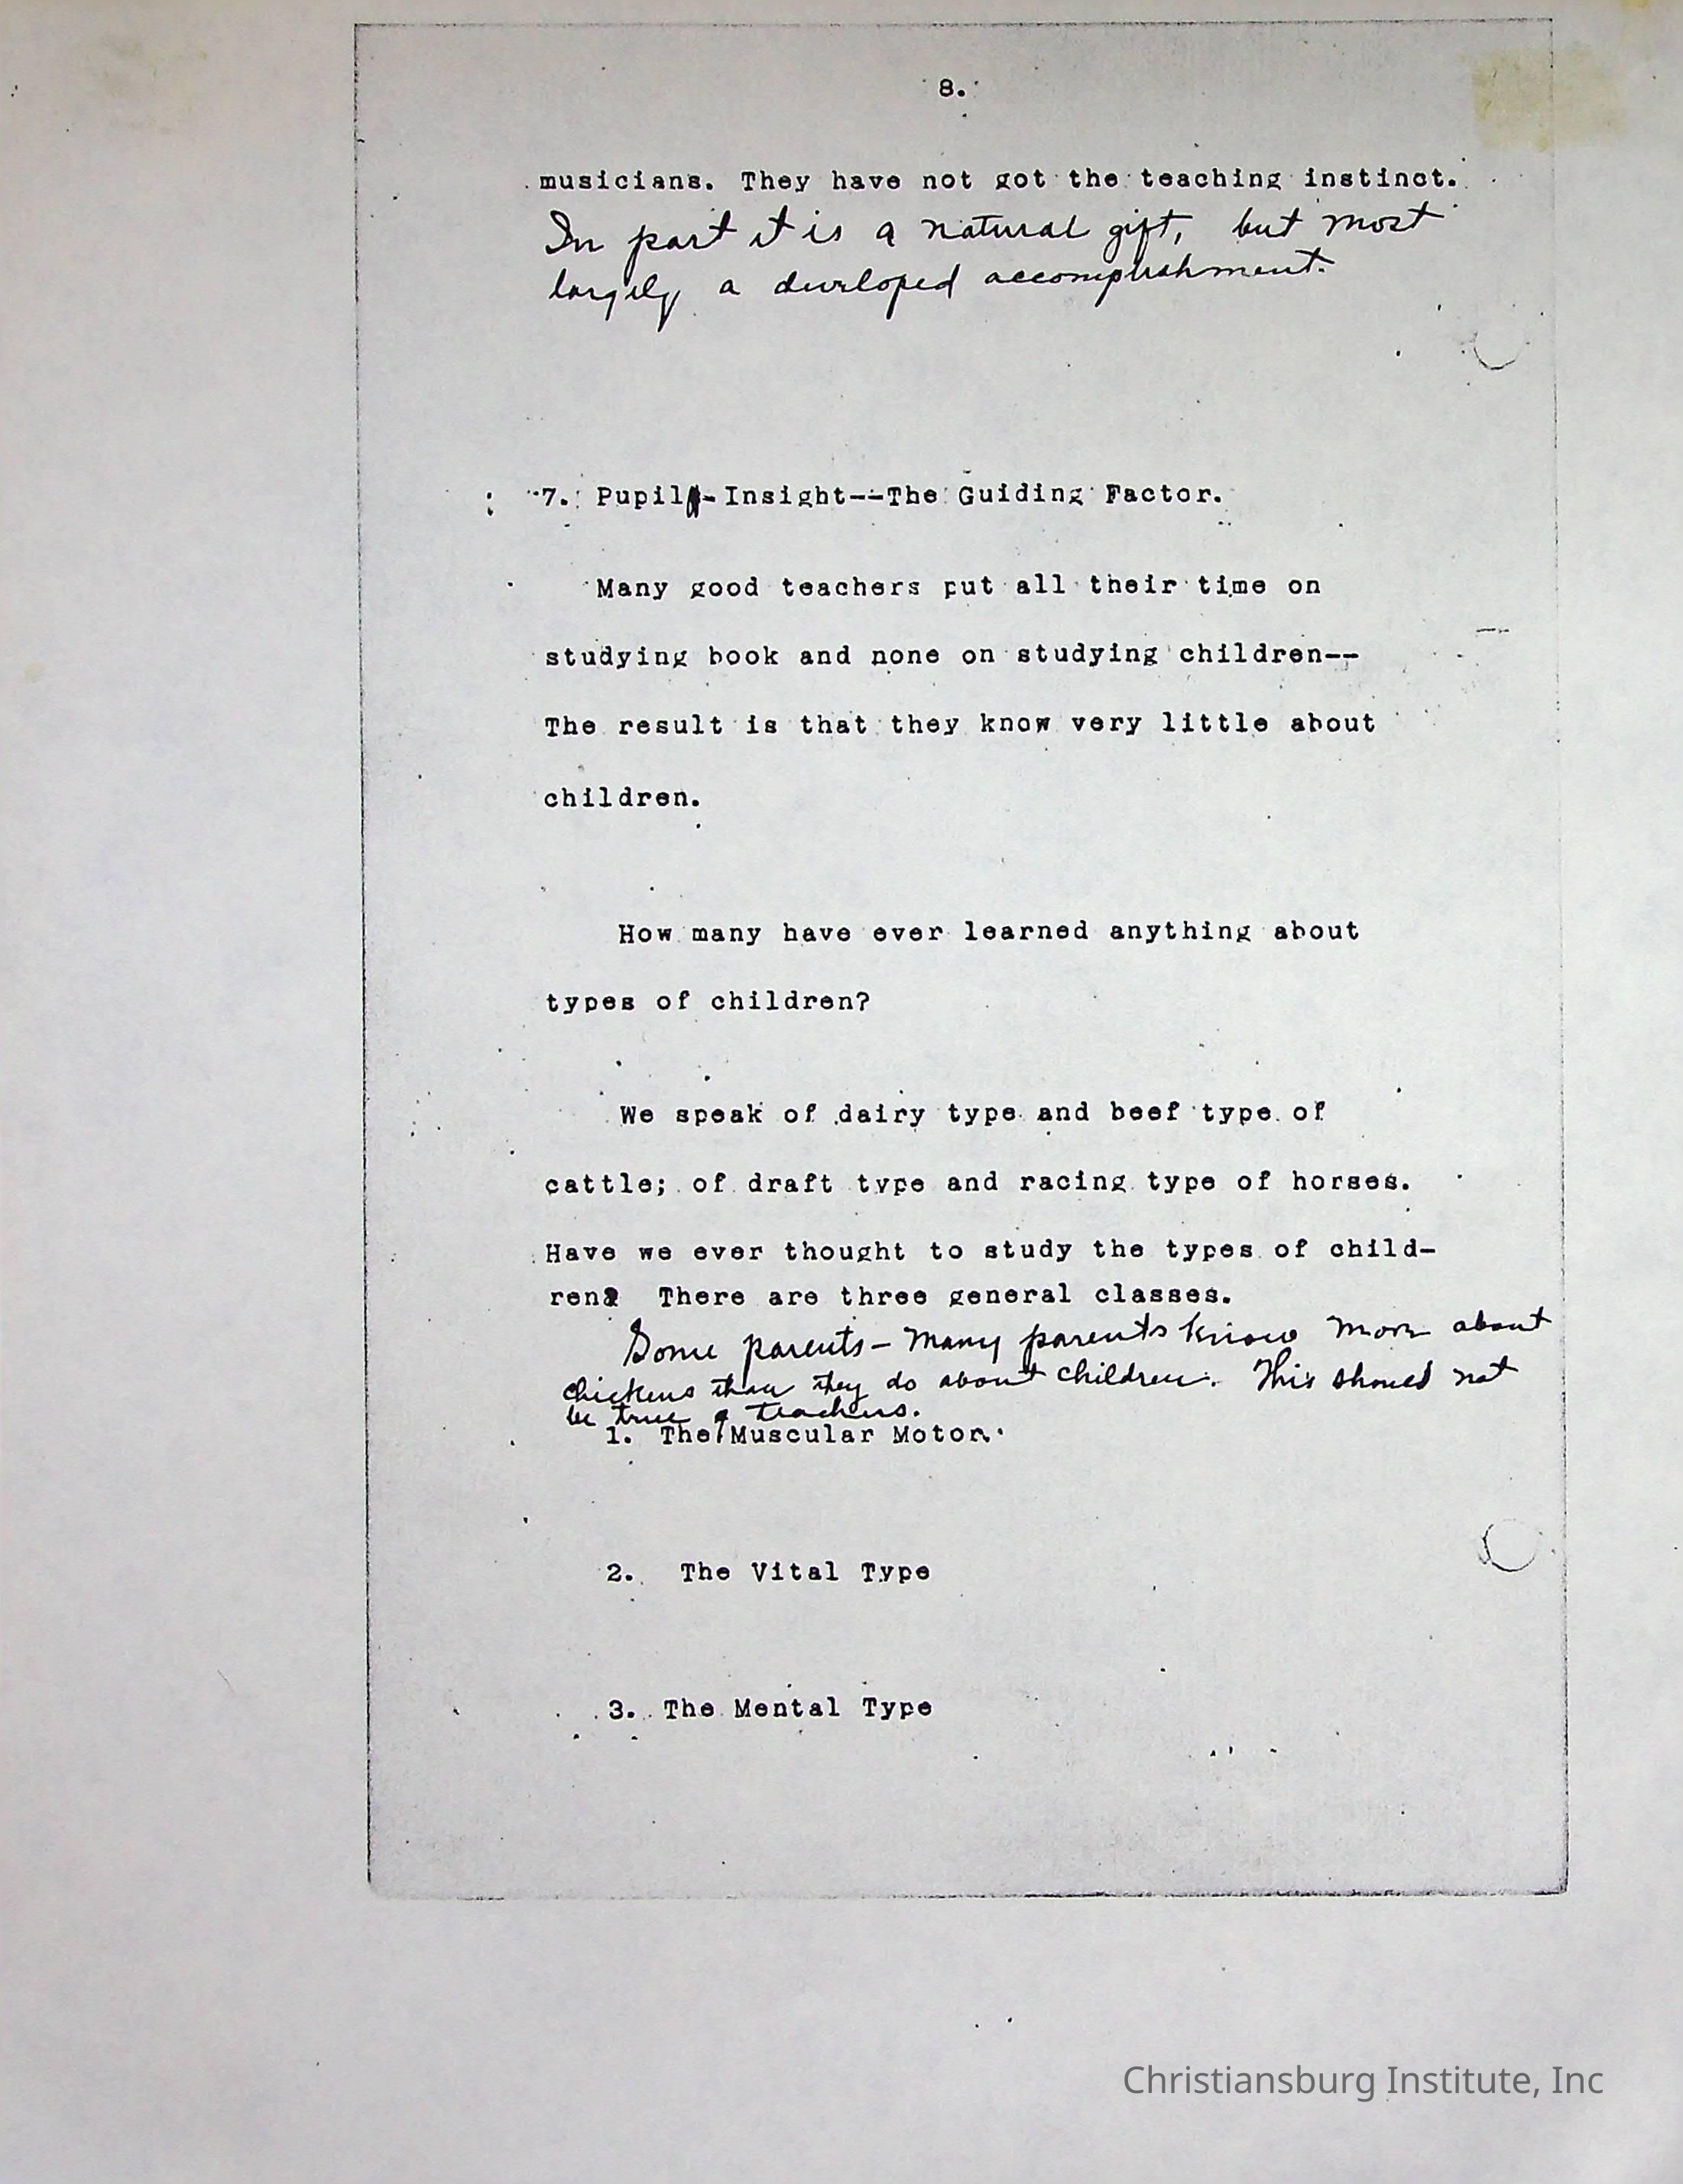 8.
musicians. They have not got the teaching instinct.
In part it is a natural gift, but most
largely a developed accomplishment.
7. Pupil-Insight--The Guiding Factor.
Many good teachers put all their time on
studying book and none on studying children--
The result is that they know very little about
children.
How many have ever learned anything about
types of children?
We speak of dairy type and beef type of
cattle; of draft type and racing type of horses.
Have we ever thought to study the types of child-
ren? There are three general classes.
Some parents - Many parents know more about
chickens than they do about children. This should not
be true of teachers.
1. The Muscular Motor.
2. The Vital Type
3. The Mental Type
Christiansburg Institute, Inc